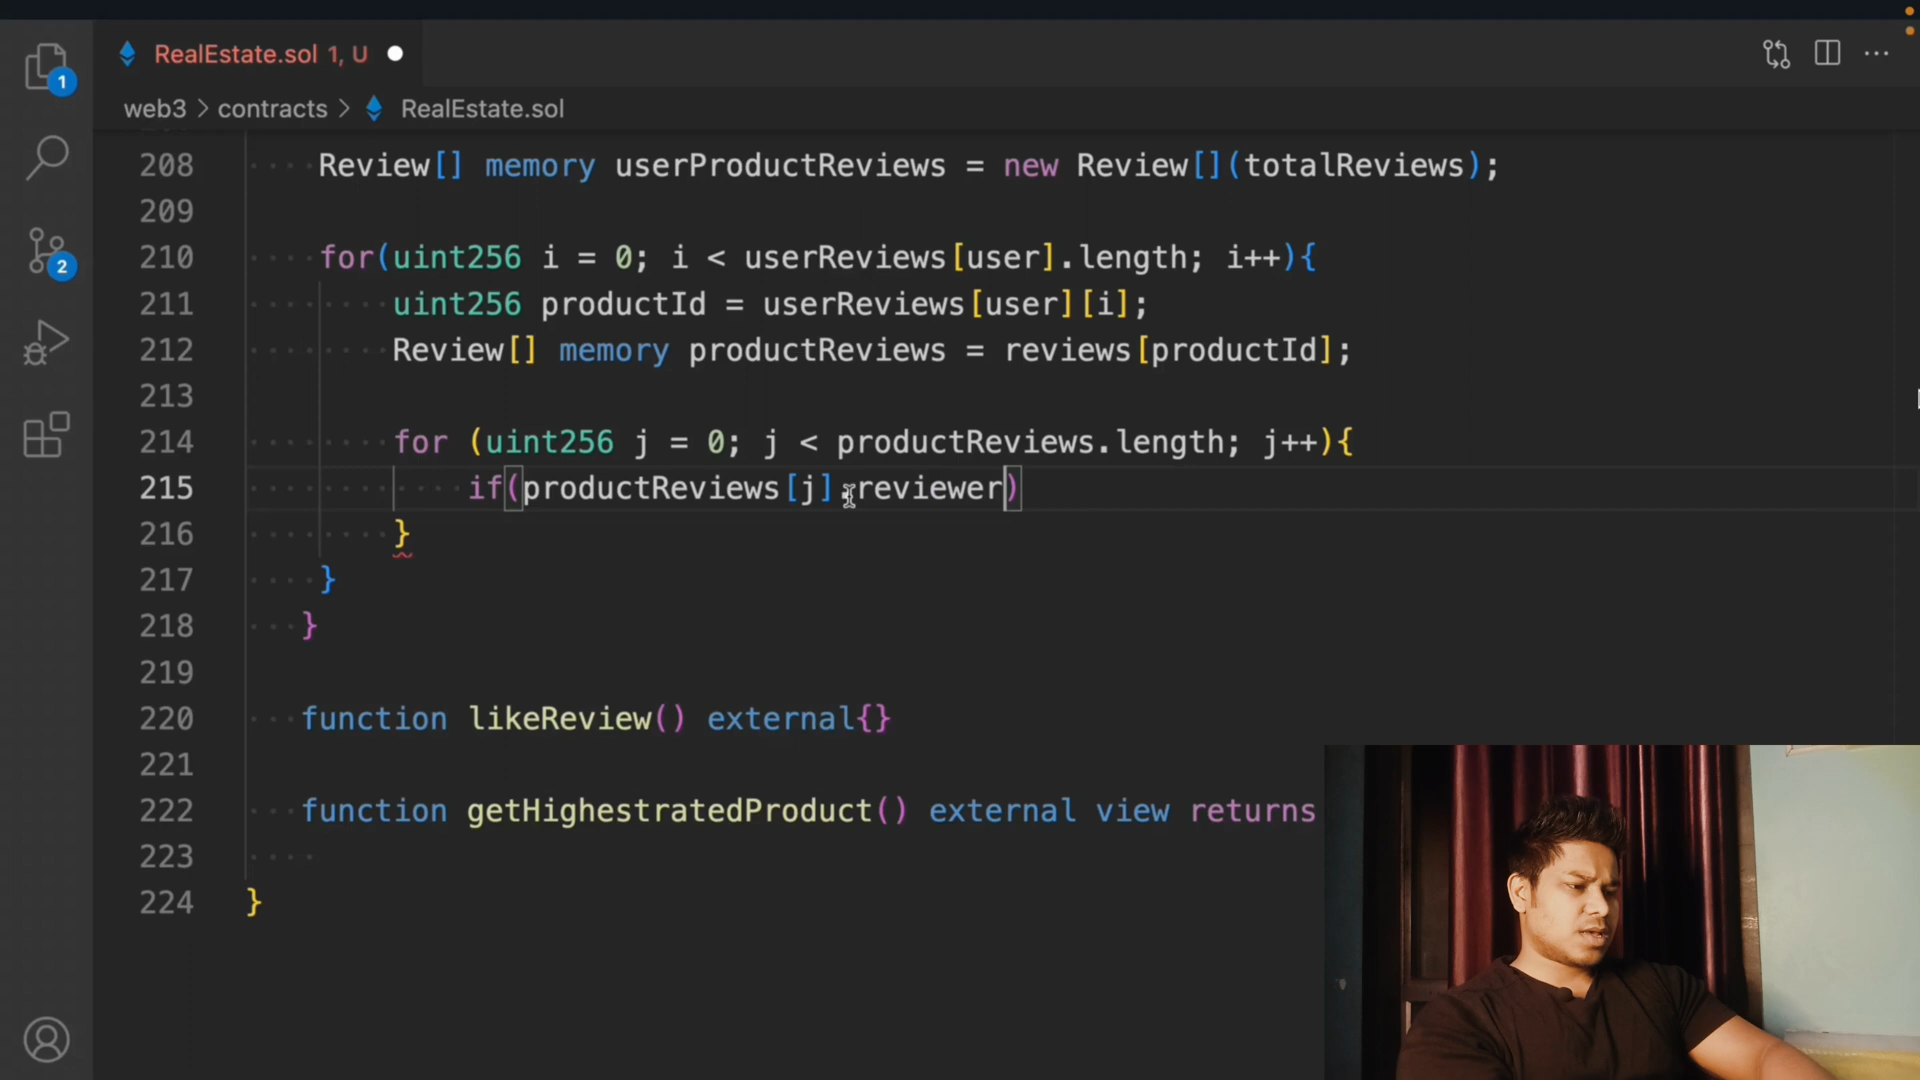 RealEstate.sol 1, U
1
web3 > contracts > RealEstate.sol
2
208 Review[] memory userProductReviews = new Review[](totalReviews);
209
210 for(uint256 i = 0; i < userReviews[user].length; i++){
211 uint256 productId = userReviews[user][i];
212 Review[] memory productReviews = reviews[productId];
213
214 for (uint256 j = 0; j < productReviews.length; j++){
215 if(productReviews[j].reviewer)
216 }
217 }
218 }
219
220 function likeReview() external{}
221
222 function getHighestratedProduct() external view returns
223
224 }